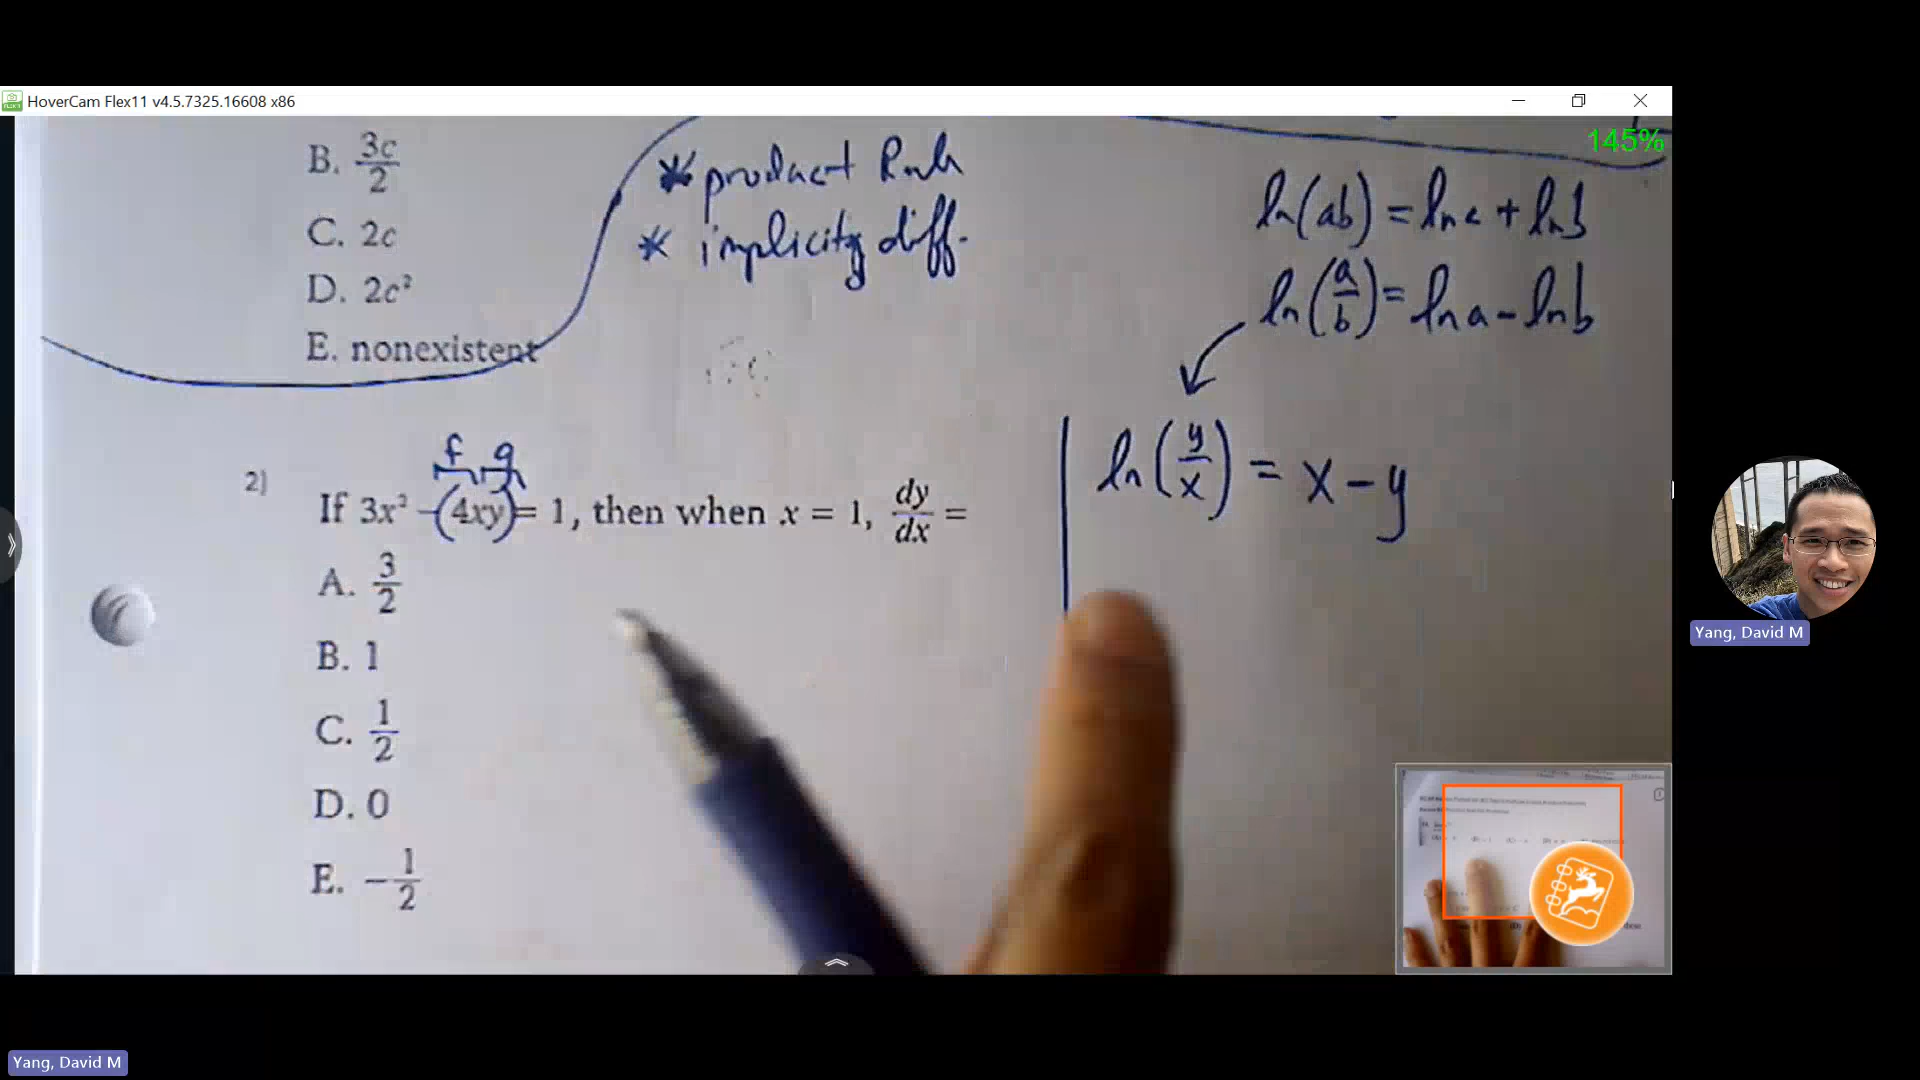 HoverCam Flex11 v4.5.7325.16608 x86
145%
B. 3c/2
C. 2c
D. 2c²
E. nonexistent
* product Rule
* implicity diff.
ln(ab) = ln a + ln b
ln(a/b) = ln a - ln b
f g
2)
If 3x² - (4xy) = 1, then when x = 1, dy/dx =
A. 3/2
B. 1
C. 1/2
D. 0
E. -1/2
ln(y/x) = x - y
Yang, David M
Yang, David M